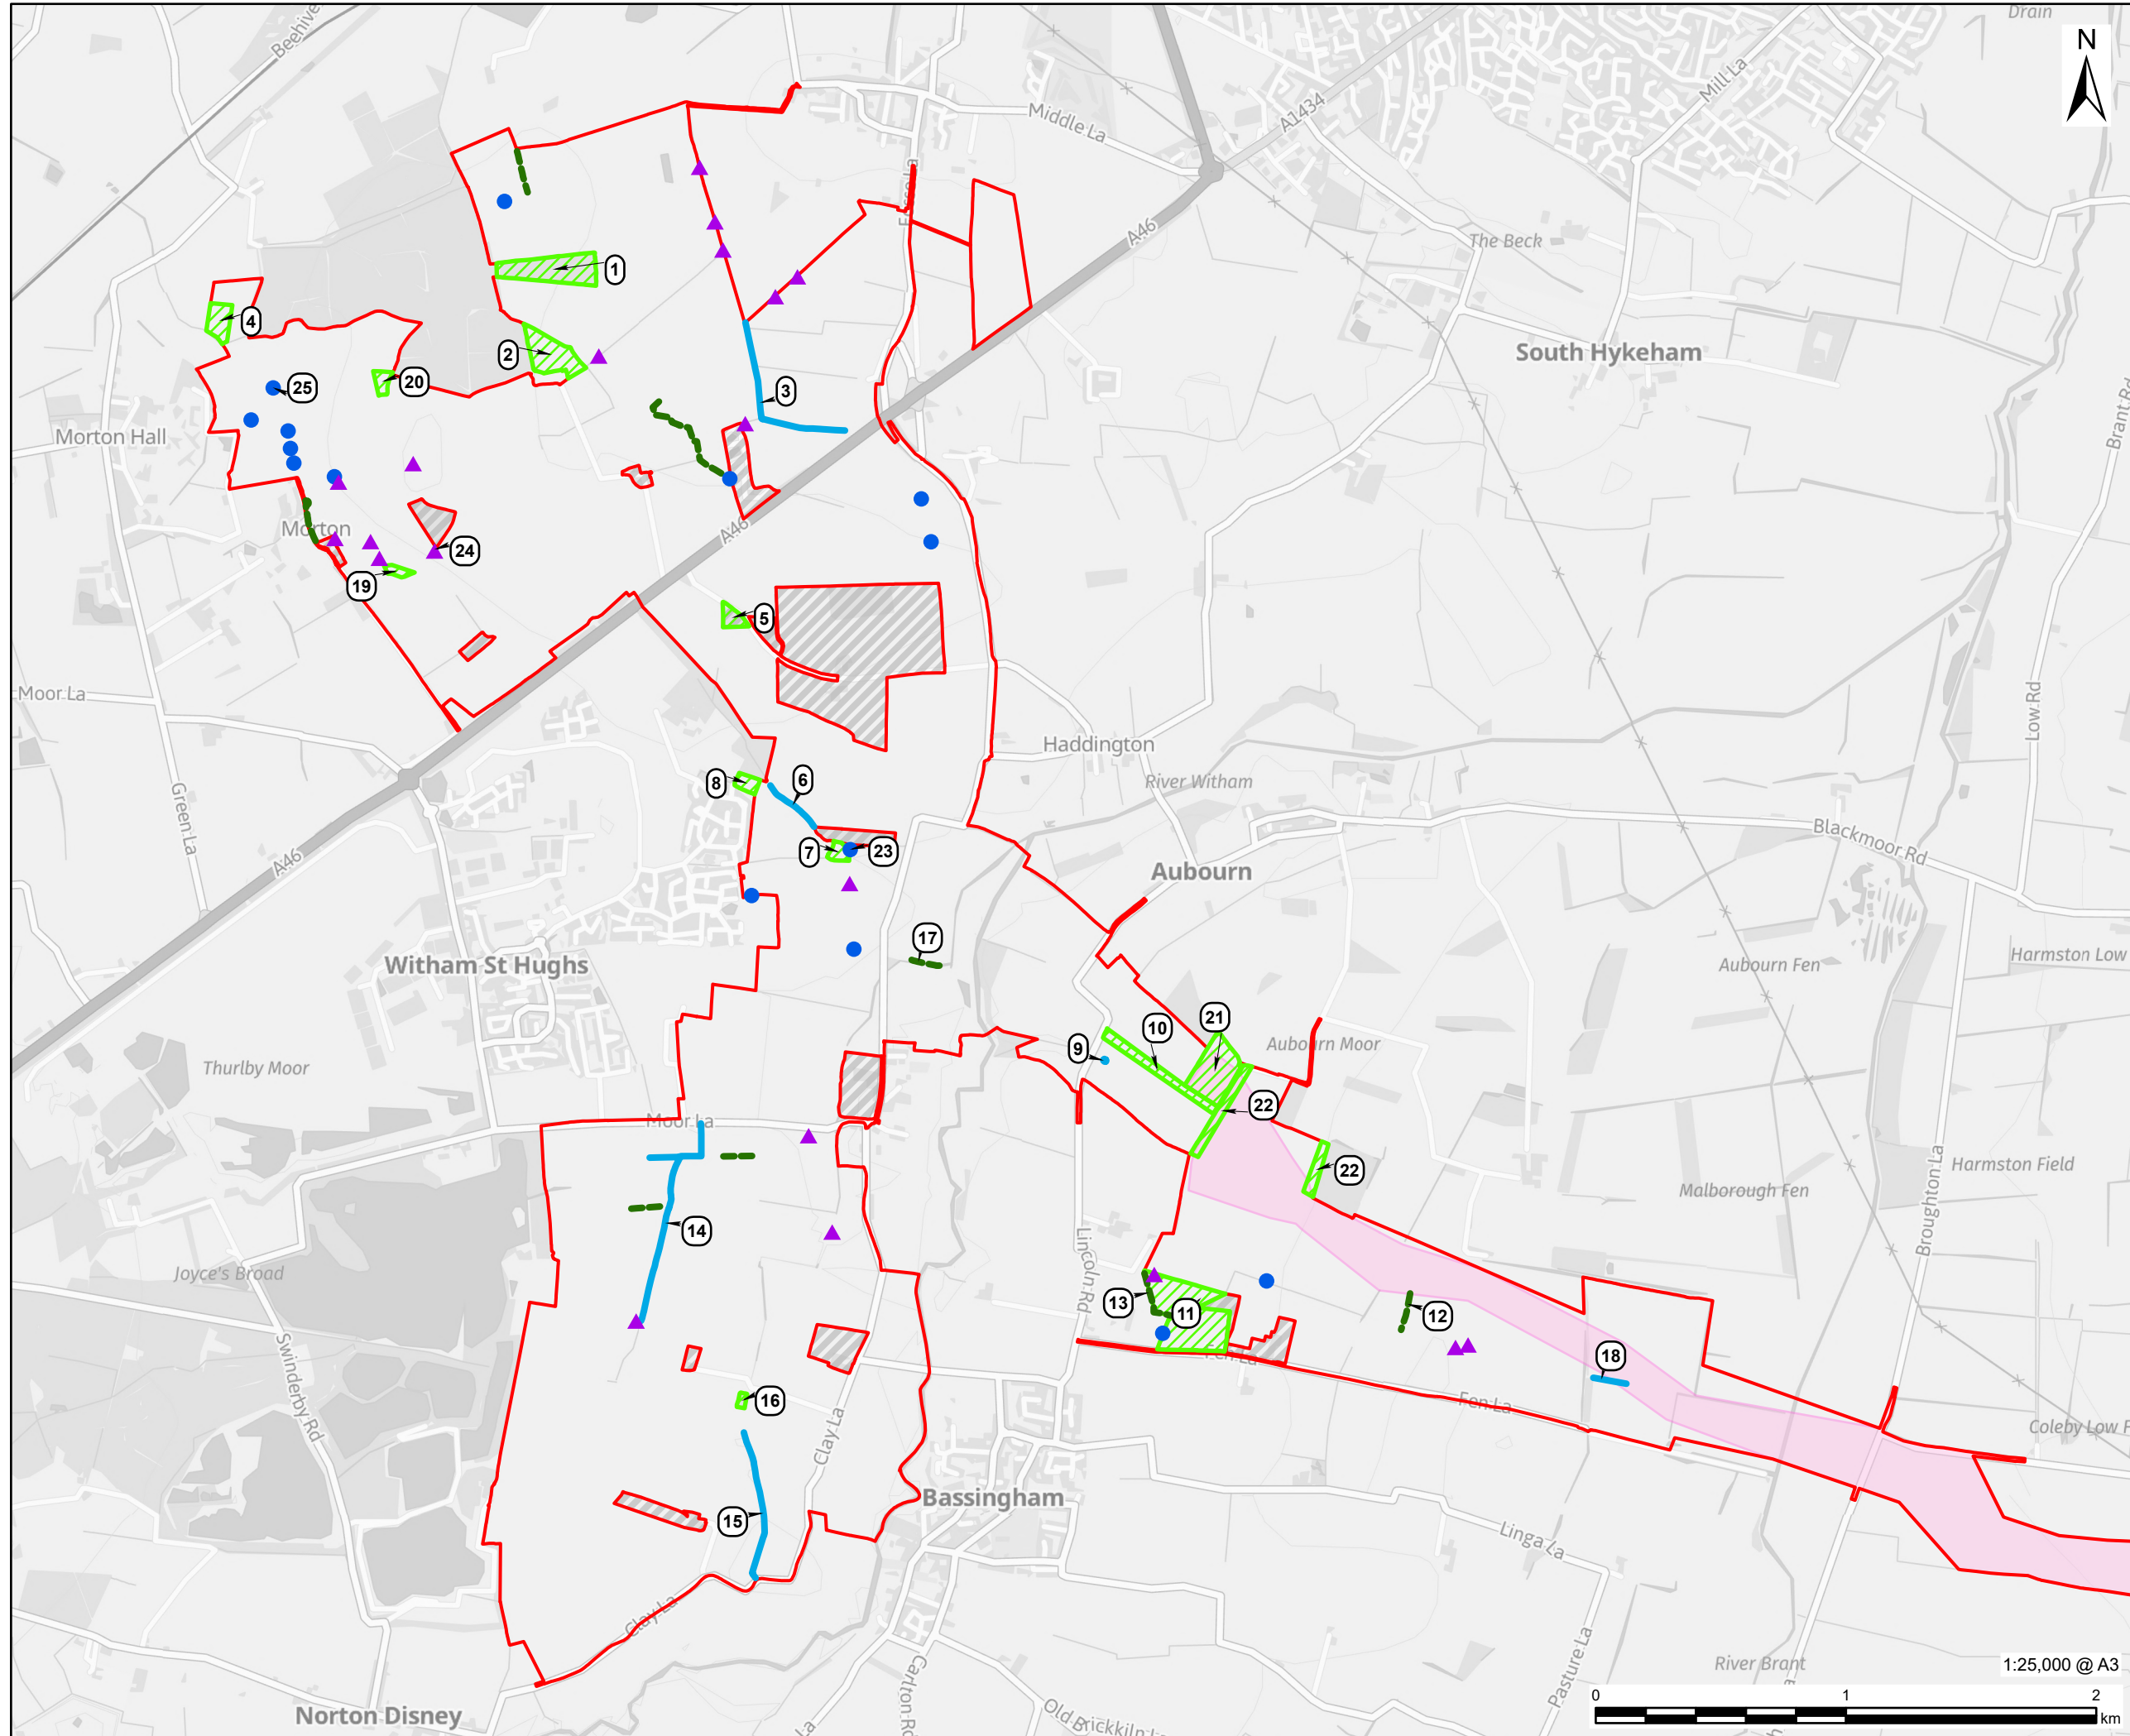 Drain
Beehive
N
Mill La
Middle La
A1434
Fosse La
A46
The Beck
1
4
South Hykeham
2
20
25
3
Brant Rd
Morton Hall
Morton
A46
24
19
5
Moor La
Low Rd
Haddington
8
6
River Witham
Green La
Blackmoor Rd
A46
7
23
Aubourn
17
Witham St Hughs
Aubourn Fen
Harmston Low
21
10
9
Aubourn Moor
Thurlby Moor
22
Moor La
22
Harmston Field
Malborough Fen
14
Broughton La
Joyce's Broad
Lincoln Rd
13
11
12
Swinderby Rd
Fen La
18
16
Fen La
Clay La
Coleby Low F
Bassingham
15
Linga La
Clay La
Pasture La
River Brant
1:25,000 @ A3
Carlton Rd
Norton Disney
Old Brickkiln La
La
0 1 2
km